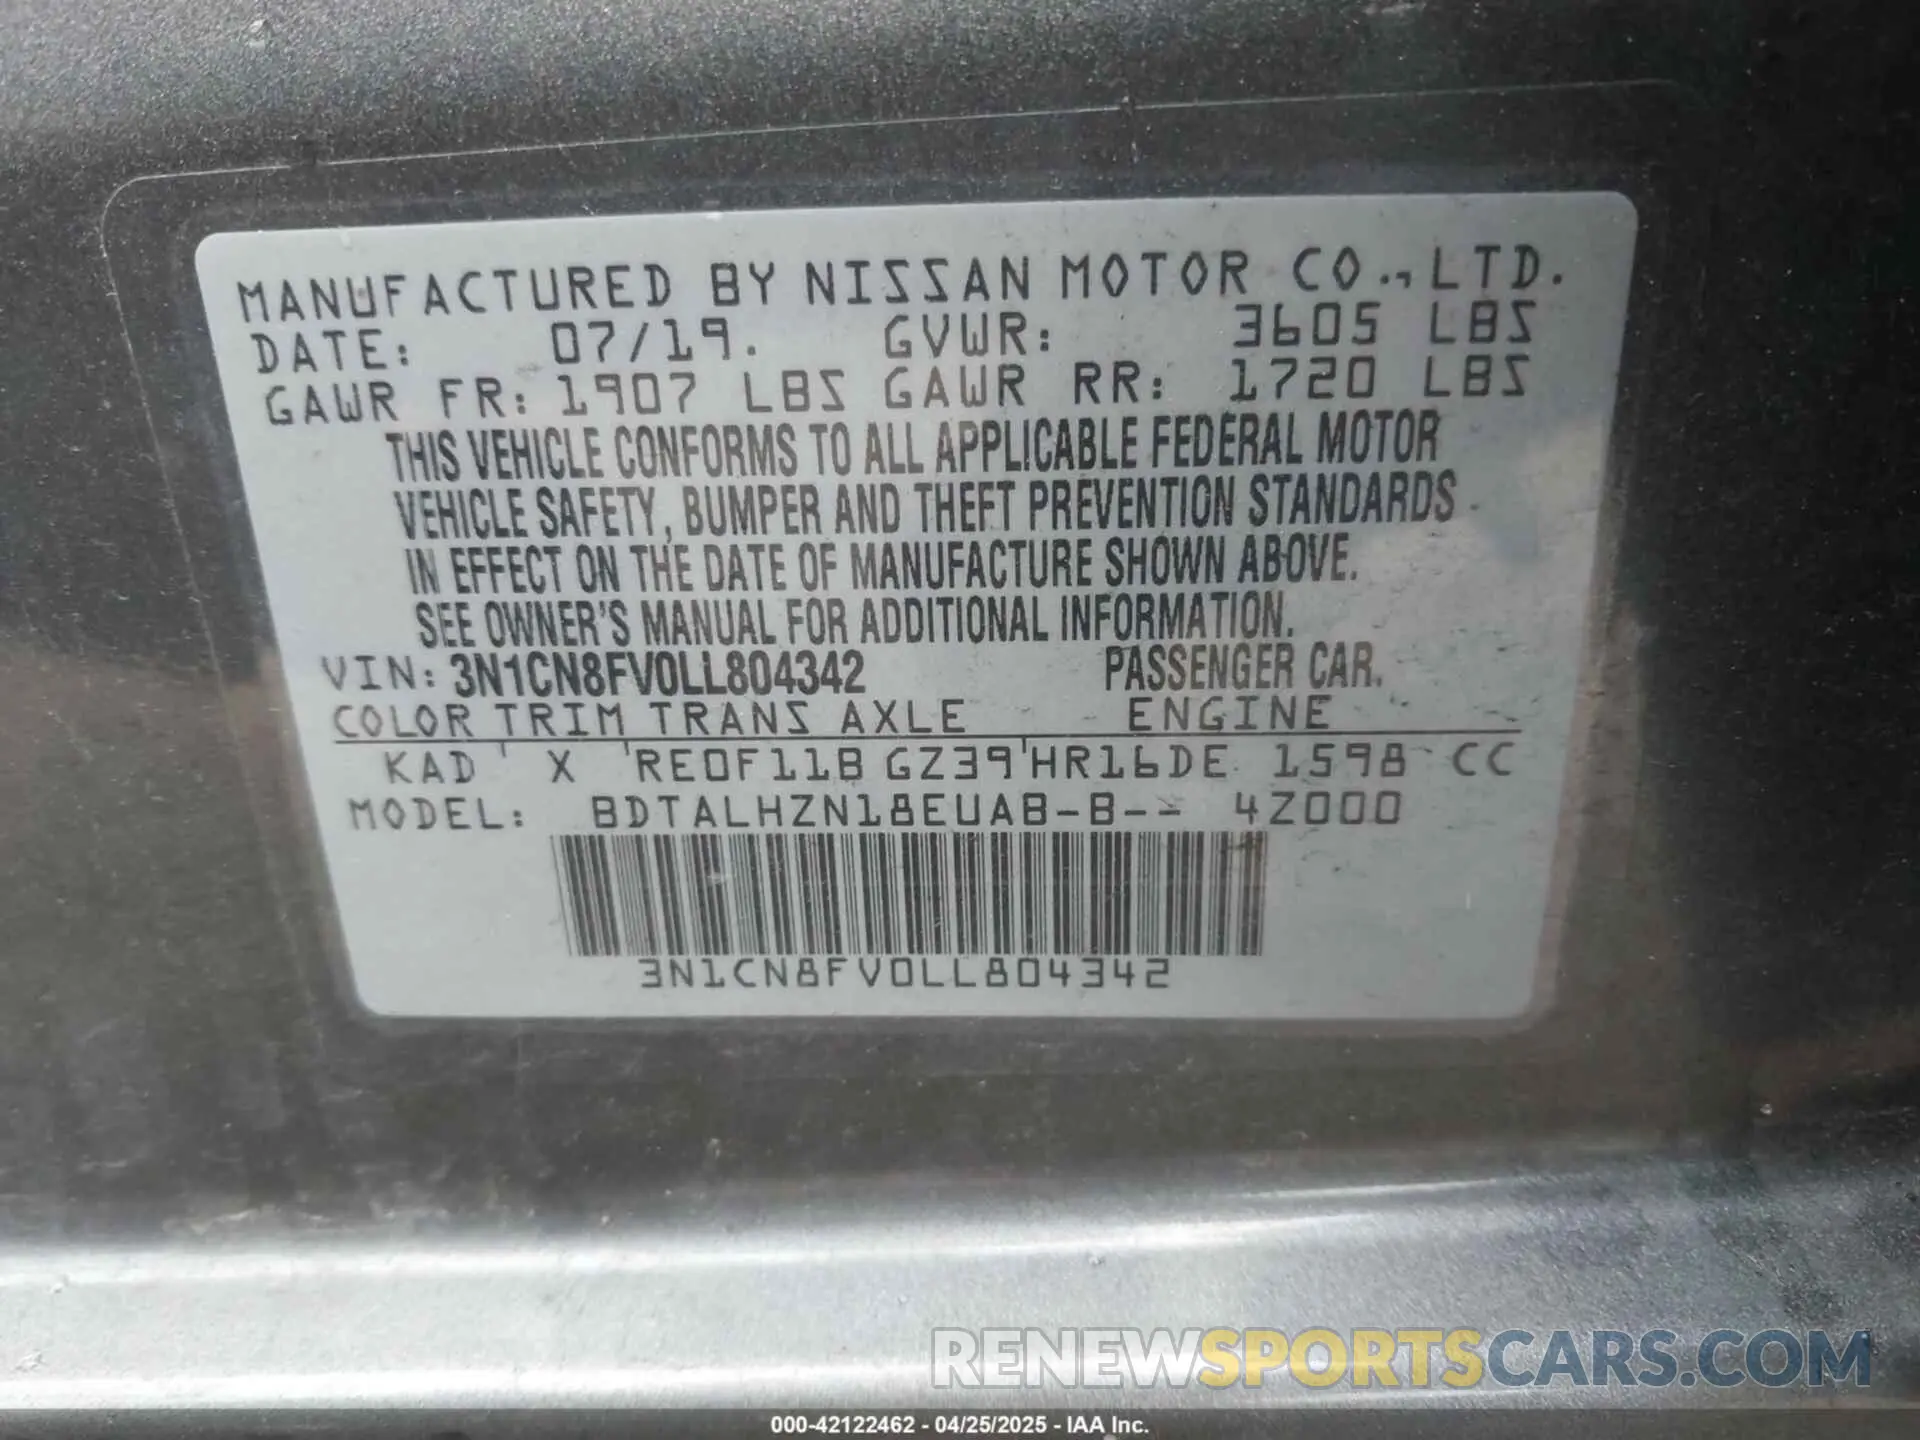 MANUFACTURED BY NISSAN MOTOR CO., LTD.
DATE: 07/19. GVWR: 3605 LBS
GAWR FR: 1907 LBS GAWR RR: 1720 LBS
THIS VEHICLE CONFORMS TO ALL APPLICABLE FEDERAL MOTOR
VEHICLE SAFETY, BUMPER AND THEFT PREVENTION STANDARDS
IN EFFECT ON THE DATE OF MANUFACTURE SHOWN ABOVE.
SEE OWNER'S MANUAL FOR ADDITIONAL INFORMATION.
VIN: 3N1CN8FV0LL804342 PASSENGER CAR.
COLOR TRIM TRANS AXLE ENGINE
KAD X RE0F11B GZ39 HR16DE 1598 CC
MODEL: BDTALHZN18EUAB-B-- 4Z000
3N1CN8FV0LL804342
RENEWSPORTSCARS.COM
000-42122462 - 04/25/2025 - IAA Inc.